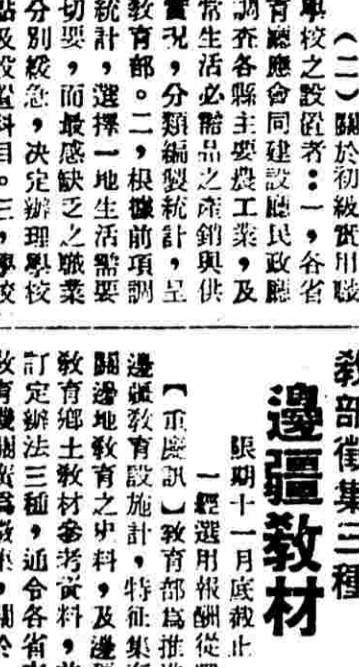 學校之設置者：一，各省
育廳應會同建設廳民政廳
調查各縣主要農工業，及
常生活必需品之產銷與供
實況，分類編製統計，呈
教育部。二，根據前項調
統計，選擇一地生活需要
切要，而最感缺乏之職業
分別緩急，决定辦理學校
點及設置科目。三，學校
（二）關於初級實用職
教部徵集三種
邊疆教材
展期十一月底截止
一經選用報酬從
【重慶訊】教育部爲推進
邊疆教育設施計，特征集
關邊地教育之史料，及邊
教育鄉土教材參考資料，
訂定辦法三種，通令各省